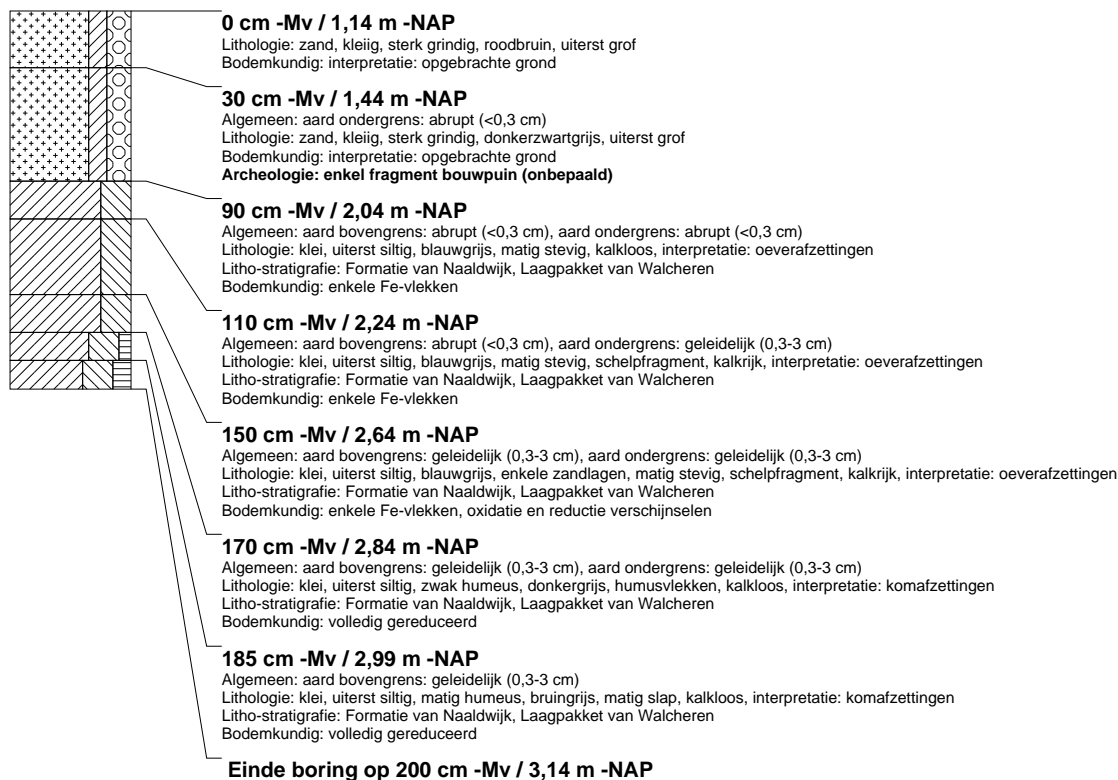 0 cm -Mv / 1,14 m -NAP
Lithologie: zand, kleiig, sterk grindig, roodbruin, uiterst grof
Bodemkundig: interpretatie: opgebrachte grond
30 cm -Mv / 1,44 m -NAP
Algemeen: aard ondergrens: abrupt (<0,3 cm)
Lithologie: zand, kleiig, sterk grindig, donkerzwartgrijs, uiterst grof
Bodemkundig: interpretatie: opgebrachte grond
Archeologie: enkel fragment bouwpuin (onbepaald)
90 cm -Mv / 2,04 m -NAP
Algemeen: aard bovengrens: abrupt (<0,3 cm), aard ondergrens: abrupt (<0,3 cm)
Lithologie: klei, uiterst siltig, blauwgrijs, matig stevig, kalkloos, interpretatie: oeverafzettingen
Litho-stratigrafie: Formatie van Naaldwijk, Laagpakket van Walcheren
Bodemkundig: enkele Fe-vlekken
110 cm -Mv / 2,24 m -NAP
Algemeen: aard bovengrens: abrupt (<0,3 cm), aard ondergrens: geleidelijk (0,3-3 cm)
Lithologie: klei, uiterst siltig, blauwgrijs, matig stevig, schelpfragment, kalkrijk, interpretatie: oeverafzettingen
Litho-stratigrafie: Formatie van Naaldwijk, Laagpakket van Walcheren
Bodemkundig: enkele Fe-vlekken
150 cm -Mv / 2,64 m -NAP
Algemeen: aard bovengrens: geleidelijk (0,3-3 cm), aard ondergrens: geleidelijk (0,3-3 cm)
Lithologie: klei, uiterst siltig, blauwgrijs, enkele zandlagen, matig stevig, schelpfragment, kalkrijk, interpretatie: oeverafzettingen
Litho-stratigrafie: Formatie van Naaldwijk, Laagpakket van Walcheren
Bodemkundig: enkele Fe-vlekken, oxidatie en reductie verschijnselen
170 cm -Mv / 2,84 m -NAP
Algemeen: aard bovengrens: geleidelijk (0,3-3 cm), aard ondergrens: geleidelijk (0,3-3 cm)
Lithologie: klei, uiterst siltig, zwak humeus, donkergrijs, humusvlekken, kalkloos, interpretatie: komafzettingen
Litho-stratigrafie: Formatie van Naaldwijk, Laagpakket van Walcheren
Bodemkundig: volledig gereduceerd
185 cm -Mv / 2,99 m -NAP
Algemeen: aard bovengrens: geleidelijk (0,3-3 cm)
Lithologie: klei, uiterst siltig, matig humeus, bruingrijs, matig slap, kalkloos, interpretatie: komafzettingen
Litho-stratigrafie: Formatie van Naaldwijk, Laagpakket van Walcheren
Bodemkundig: volledig gereduceerd
Einde boring op 200 cm -Mv / 3,14 m -NAP